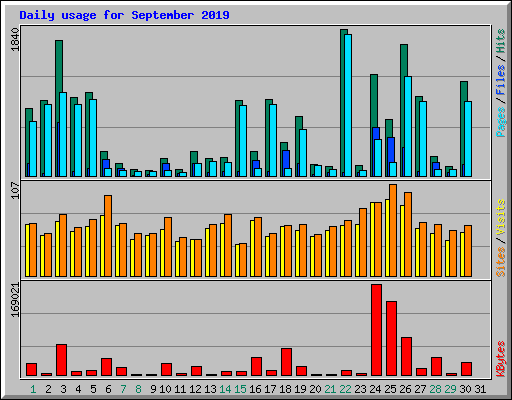 Daily usage for September 2019
1840
Pages / Files / Hits
107
Sites / Visits
169021
KBytes
1 2 3 4 5 6 7 8 9 10 11 12 13 14 15 16 17 18 19 20 21 22 23 24 25 26 27 28 29 30 31